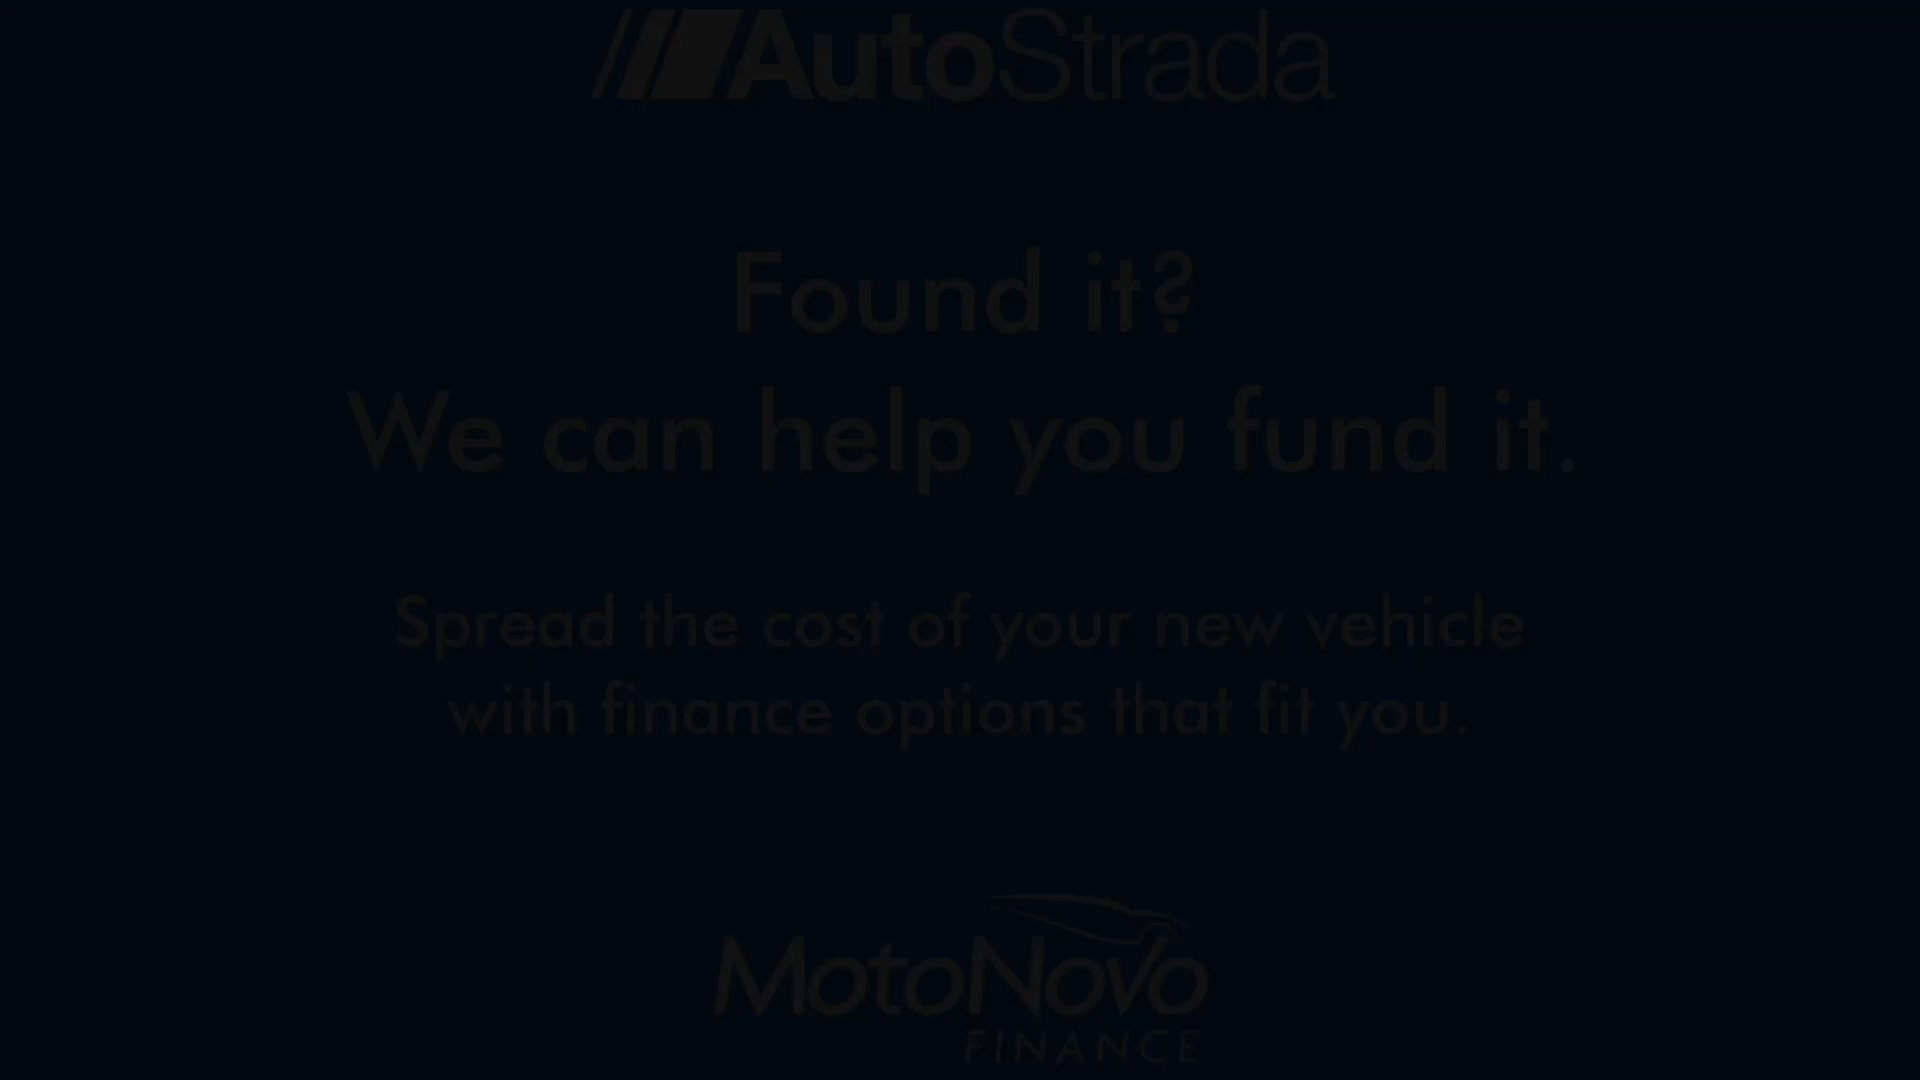 AutoStrada
Found it?
We can help you fund it.
Spread the cost of your new vehicle
with finance options that fit you.
MotoNovo
FINANCE